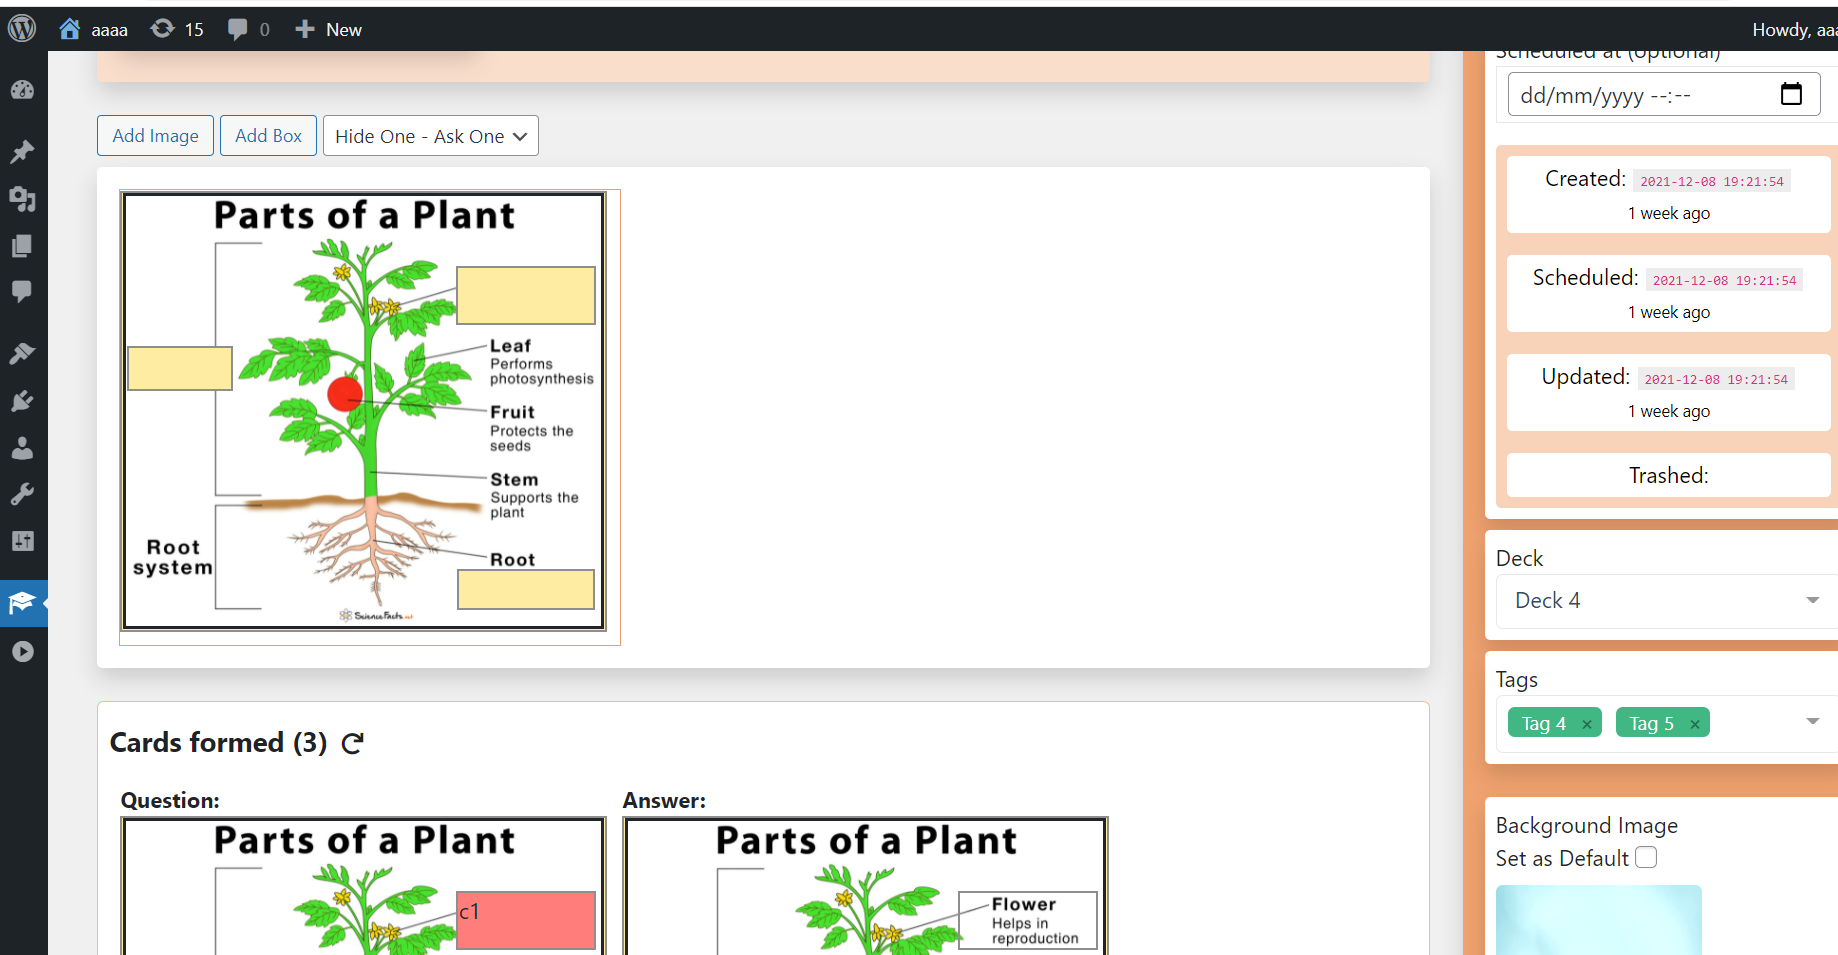 aaaa 15 0 New
Howdy, aaa
Scheduled at (optional)
dd/mm/yyyy --:--
Add Image Add Box Hide One - Ask One
Created: 2021-12-08 19:21:54
1 week ago
Scheduled: 2021-12-08 19:21:54
1 week ago
Updated: 2021-12-08 19:21:54
1 week ago
Trashed:
Parts of a Plant
Leaf
Performs
photosynthesis
Fruit
Protects the
seeds
Stem
Supports the
plant
Root
Root
system
ScienceFacts.net
Deck
Deck 4
Tags
Tag 4 × Tag 5 ×
Cards formed (3)
Question:
Parts of a Plant
c1
Answer:
Parts of a Plant
Flower
Helps in
reproduction
Background Image
Set as Default